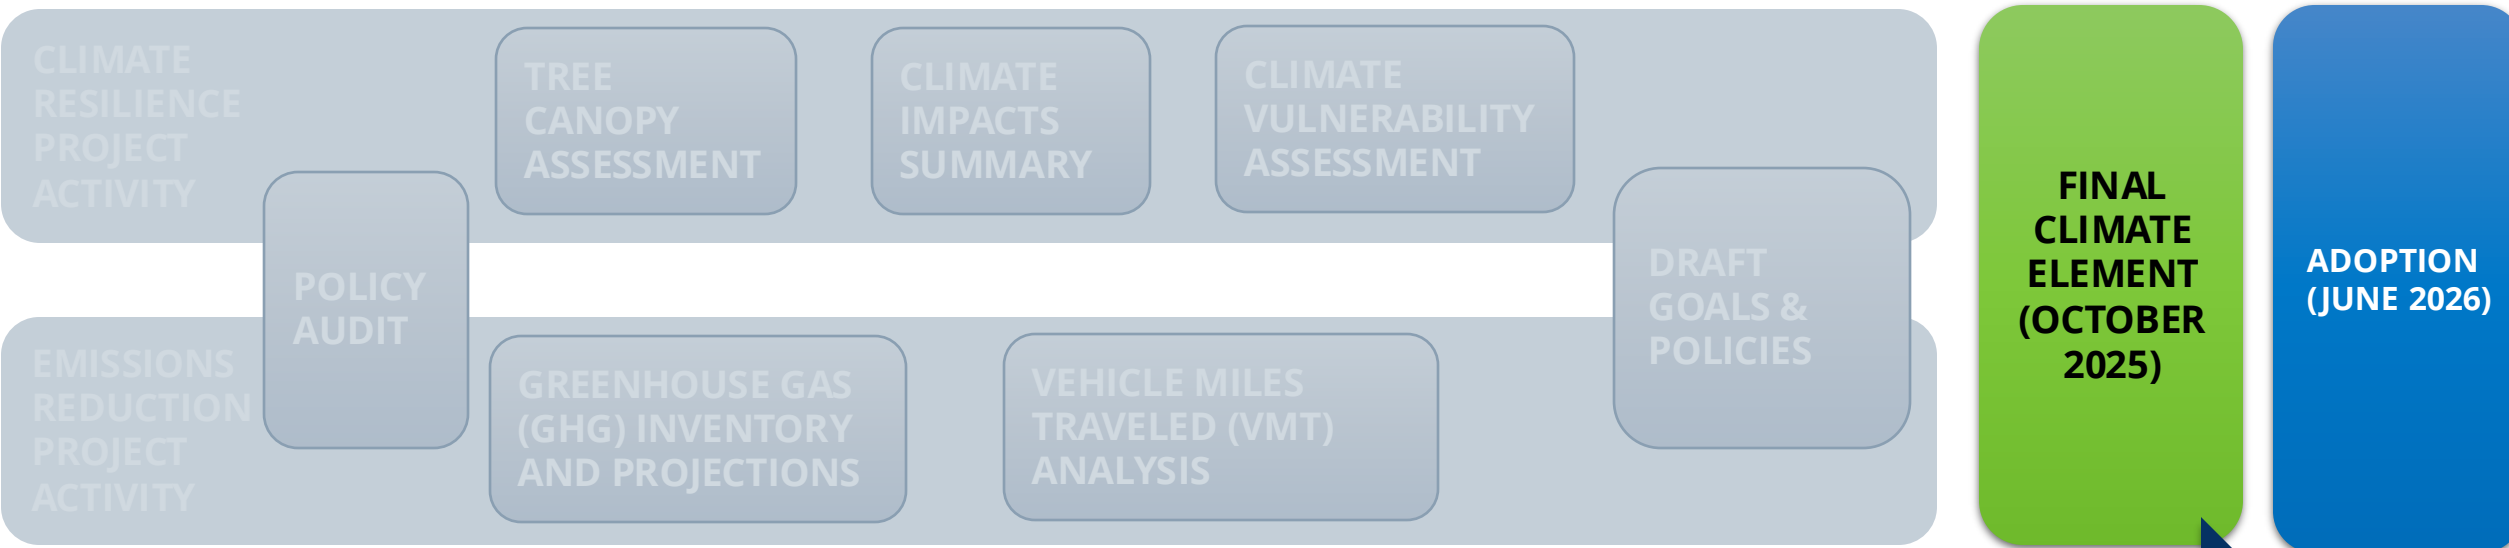 CLIMATE
RESILIENCE
PROJECT
ACTIVITY
TREE
CANOPY
ASSESSMENT
CLIMATE
IMPACTS
SUMMARY
CLIMATE
VULNERABILITY
ASSESSMENT
POLICY
AUDIT
DRAFT
GOALS &
POLICIES
EMISSIONS
REDUCTION
PROJECT
ACTIVITY
GREENHOUSE GAS
(GHG) INVENTORY
AND PROJECTIONS
VEHICLE MILES
TRAVELED (VMT)
ANALYSIS
FINAL
CLIMATE
ELEMENT
(OCTOBER
2025)
ADOPTION
(JUNE 2026)